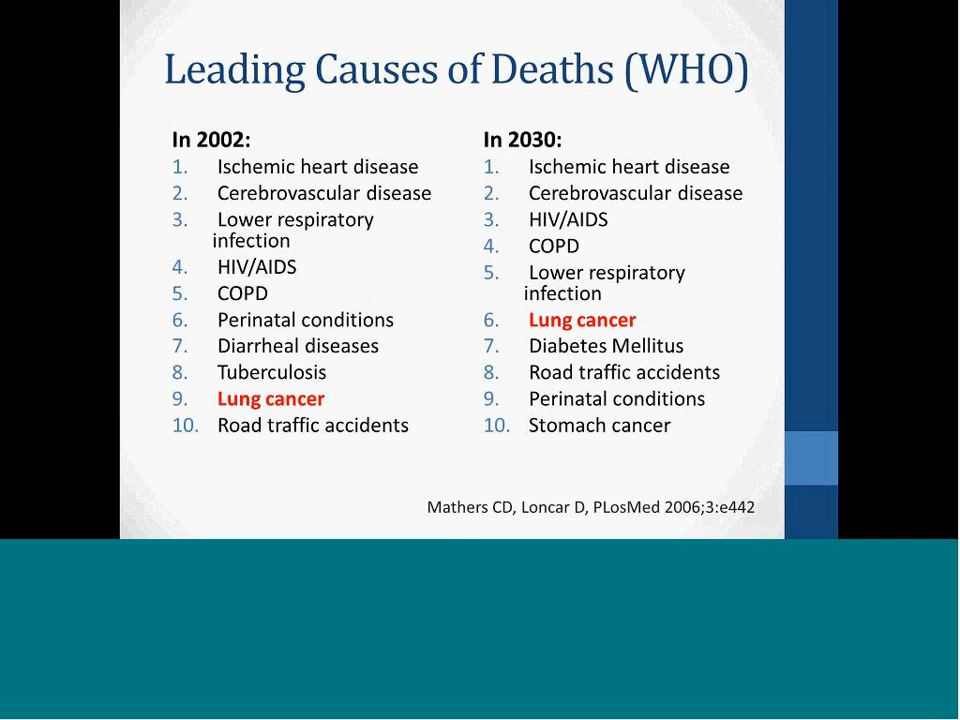 Leading Causes of Deaths (WHO)
In 2002:
1. Ischemic heart disease
2. Cerebrovascular disease
3. Lower respiratory
infection
4. HIV/AIDS
5. COPD
6. Perinatal conditions
7. Diarrheal diseases
8. Tuberculosis
9. Lung cancer
10. Road traffic accidents
In 2030:
1. Ischemic heart disease
2. Cerebrovascular disease
3. HIV/AIDS
4. COPD
5. Lower respiratory
infection
6. Lung cancer
7. Diabetes Mellitus
8. Road traffic accidents
9. Perinatal conditions
10. Stomach cancer
Mathers CD, Loncar D, PLosMed 2006;3:e442